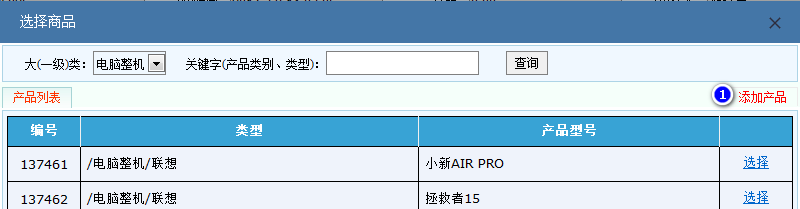 选择商品
大(一级)类： 电脑整机 关键字(产品类别、类型)： 查询
产品列表 1 添加产品
编号 类型 产品型号
137461 /电脑整机/联想 小新AIR PRO 选择
137462 /电脑整机/联想 拯救者15 选择